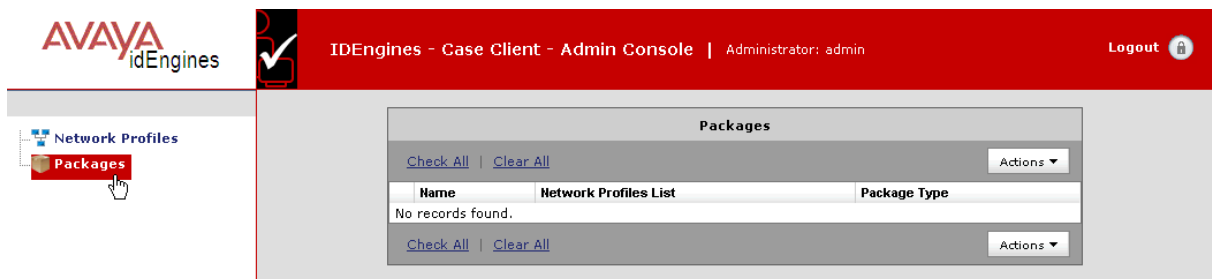 AVAYA
idEngines
IDEngines - Case Client - Admin Console | Administrator: admin
Logout
Network Profiles
Packages
Packages
Check All | Clear All
Actions
Name Network Profiles List Package Type
No records found.
Check All | Clear All
Actions